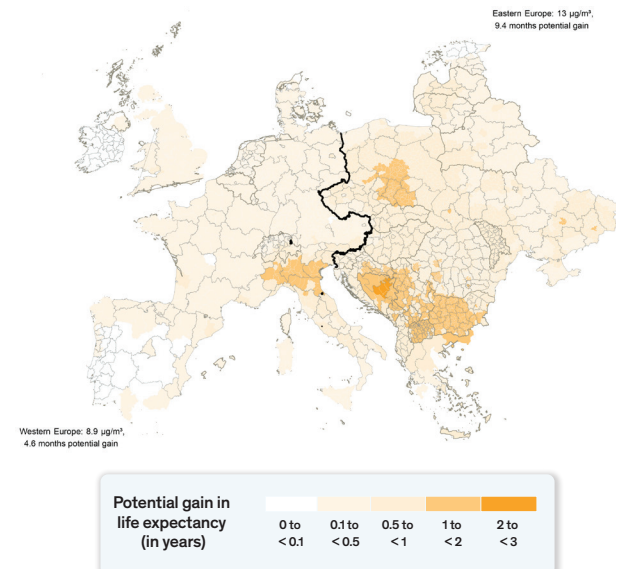 Eastern Europe: 13 µg/m³,
9.4 months potential gain
Western Europe: 8.9 µg/m³,
4.6 months potential gain
Potential gain in
life expectancy
(in years)
0 to
< 0.1
0.1 to
< 0.5
0.5 to
< 1
1 to
< 2
2 to
< 3